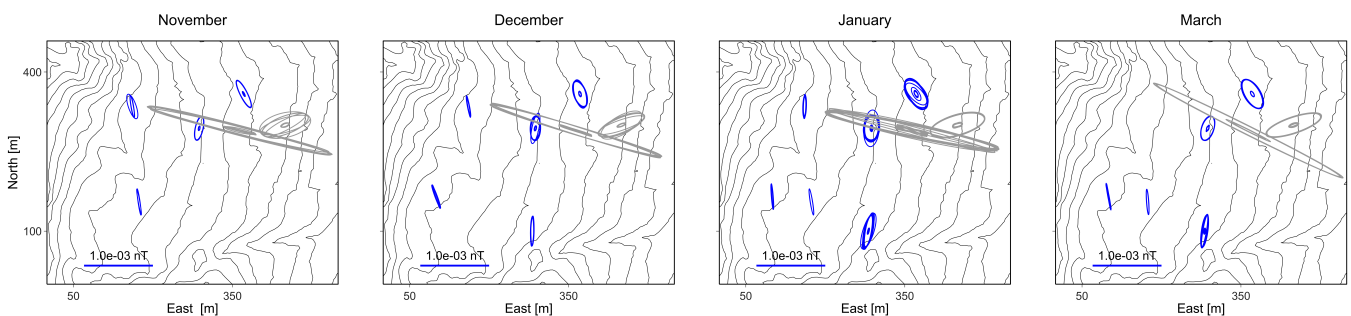 November December January March
400
North [m]
100
1.0e-03 nT 1.0e-03 nT 1.0e-03 nT 1.0e-03 nT
50 350 50 350 50 350 50 350
East [m] East [m] East [m] East [m]